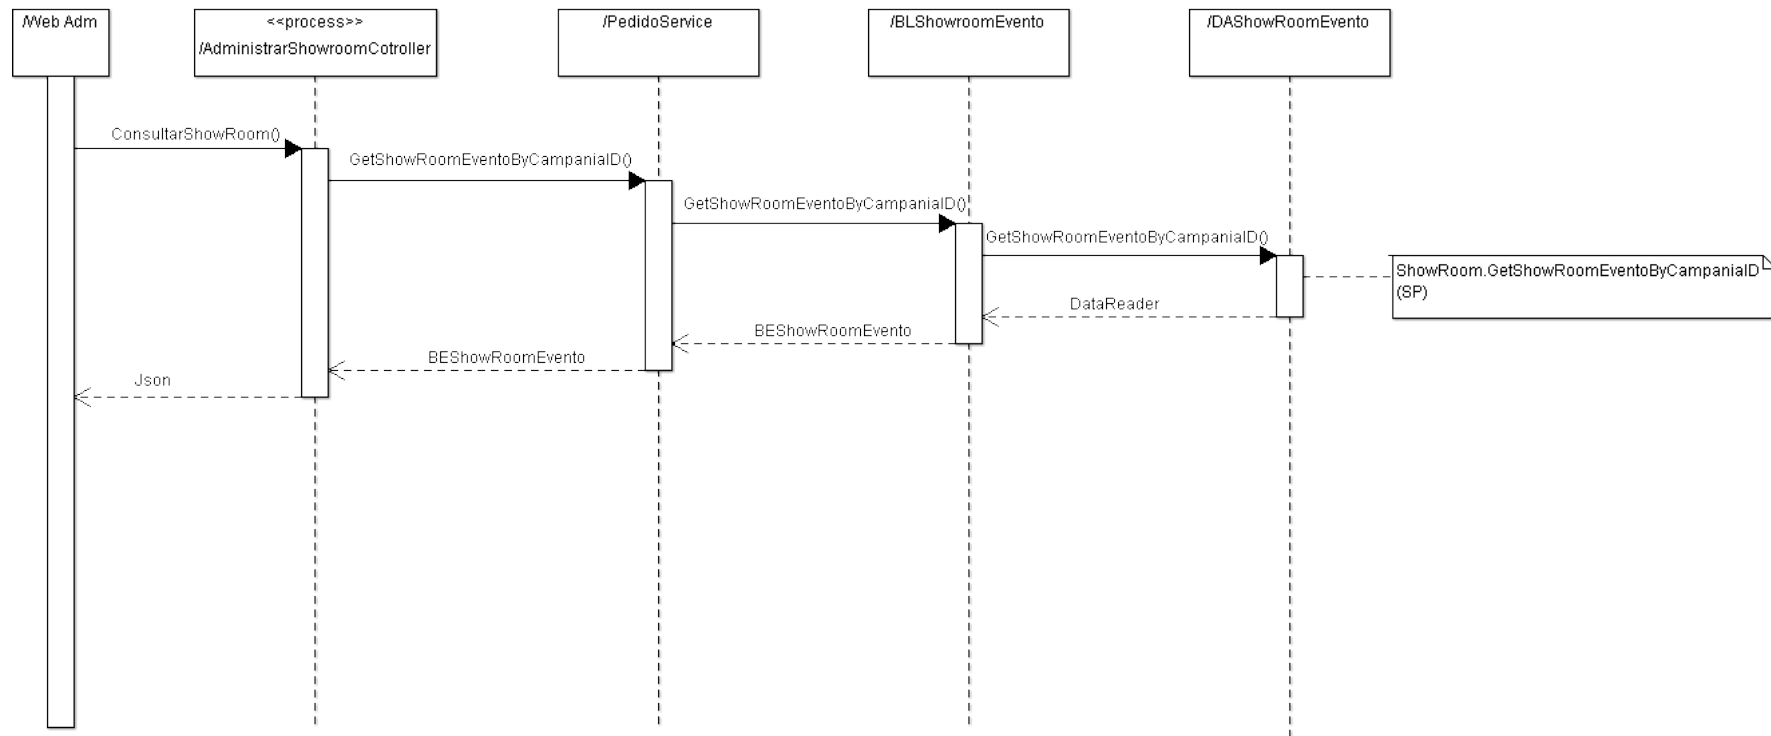 /Web Adm
<<process>>
/AdministrarShowroomCotroller
/PedidoService
/BLShowroomEvento
/DAShowRoomEvento
ConsultarShowRoom()
GetShowRoomEventoByCampaniaID()
GetShowRoomEventoByCampaniaID()
GetShowRoomEventoByCampaniaID()
ShowRoom.GetShowRoomEventoByCampaniaID
(SP)
DataReader
BEShowRoomEvento
BEShowRoomEvento
Json